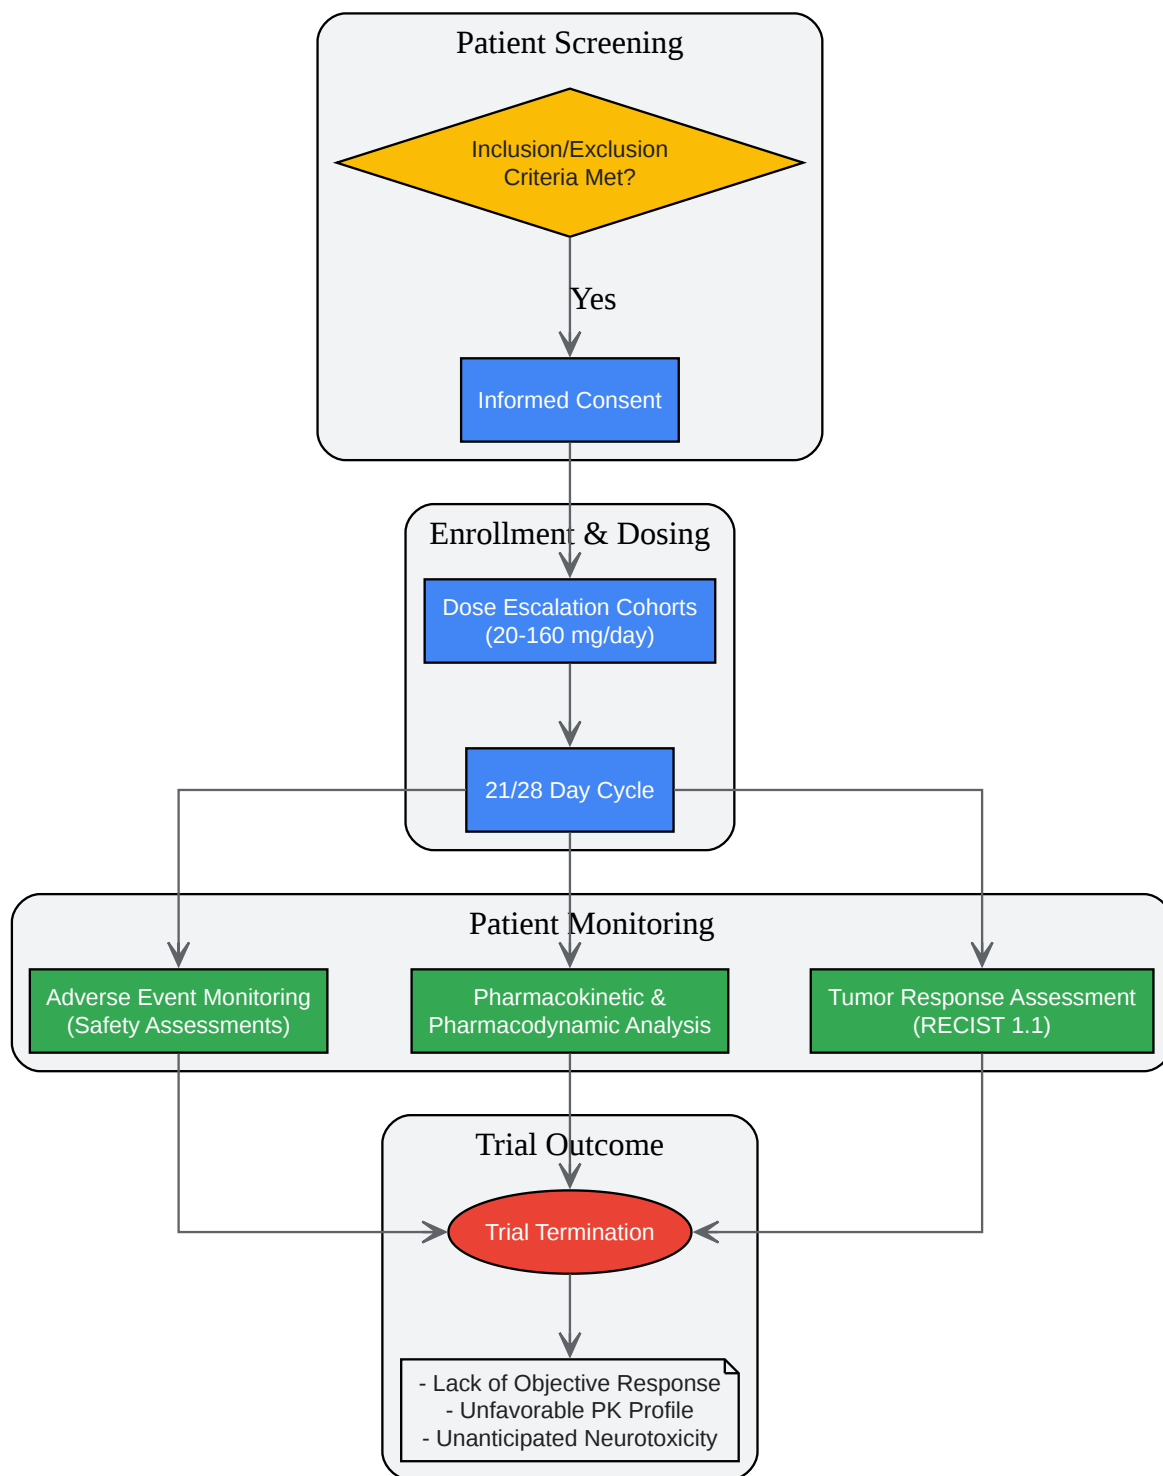 Patient Screening
Inclusion/Exclusion
Criteria Met?
Yes
Informed Consent
Enrollment & Dosing
Dose Escalation Cohorts
(20-160 mg/day)
21/28 Day Cycle
Patient Monitoring
Adverse Event Monitoring
(Safety Assessments)
Pharmacokinetic &
Pharmacodynamic Analysis
Tumor Response Assessment
(RECIST 1.1)
Trial Outcome
Trial Termination
- Lack of Objective Response
- Unfavorable PK Profile
- Unanticipated Neurotoxicity